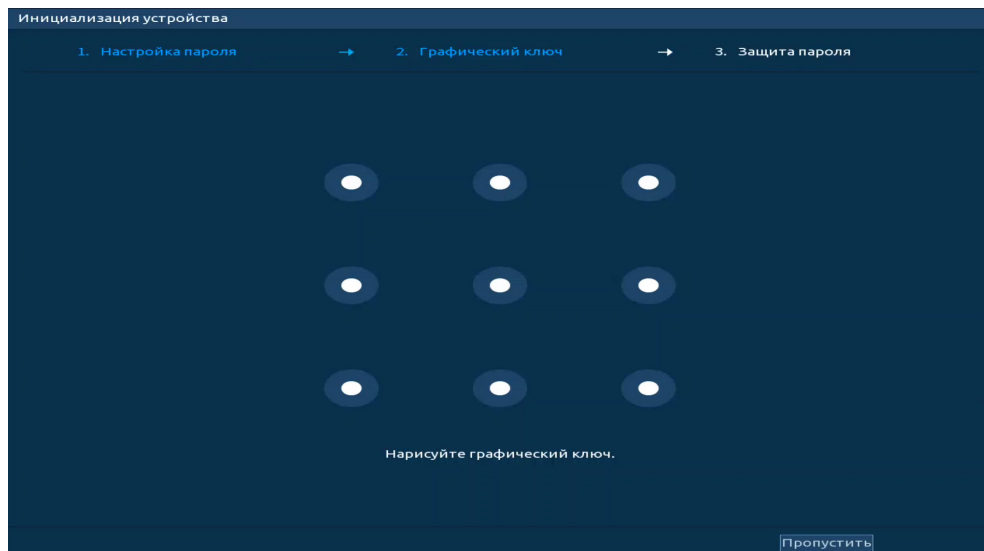 Инициализация устройства
1. Настройка пароля → 2. Графический ключ → 3. Защита пароля
Нарисуйте графический ключ.
Пропустить